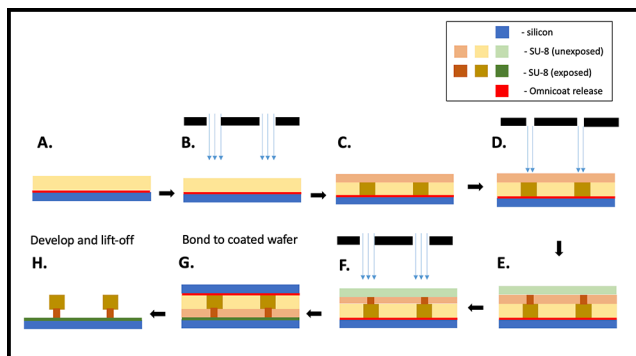 - silicon
- SU-8 (unexposed)
- SU-8 (exposed)
- Omnicoat release
A.
B.
C.
D.
Develop and lift-off
Bond to coated wafer
H.
G.
F.
E.